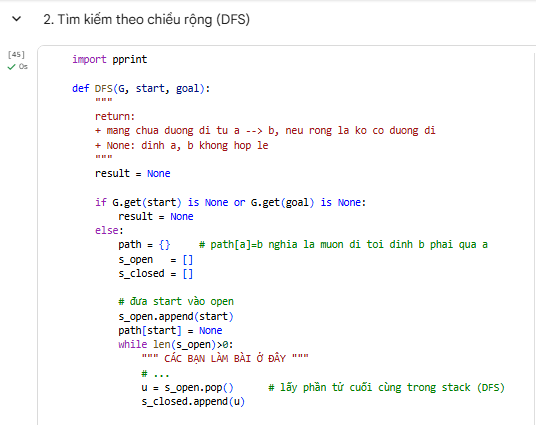 2. Tìm kiếm theo chiều rộng (DFS)
[45]
0s
import pprint
def DFS(G, start, goal):
"""
return:
+ mang chua duong di tu a --> b, neu rong la ko co duong di
+ None: dinh a, b khong hop le
"""
result = None
if G.get(start) is None or G.get(goal) is None:
result = None
else:
path = {} # path[a]=b nghia la muon di toi dinh b phai qua a
s_open = []
s_closed = []
# đưa start vào open
s_open.append(start)
path[start] = None
while len(s_open)>0:
""" CÁC BẠN LÀM BÀI Ở ĐÂY """
# ...
u = s_open.pop() # lấy phần tử cuối cùng trong stack (DFS)
s_closed.append(u)